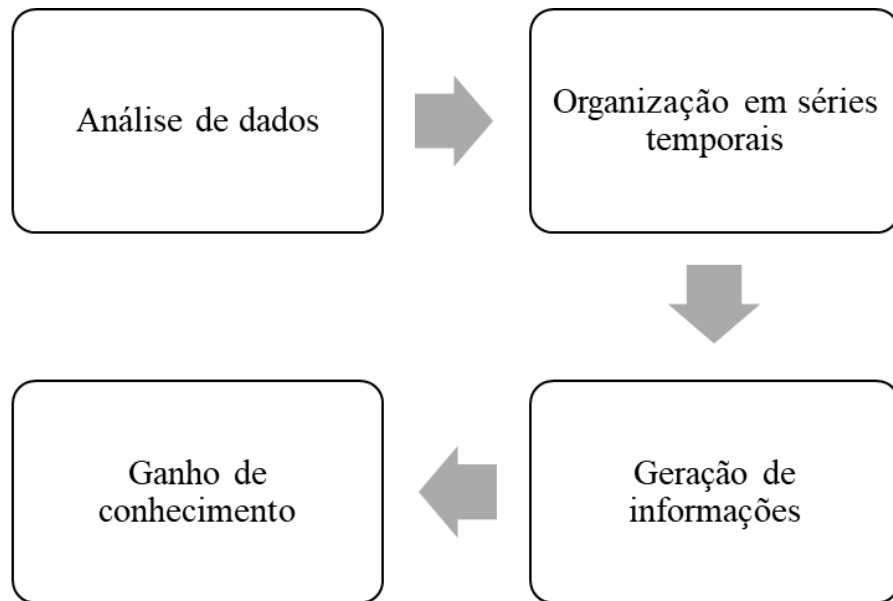 Análise de dados
Organização em séries
temporais
Geração de
informações
Ganho de
conhecimento